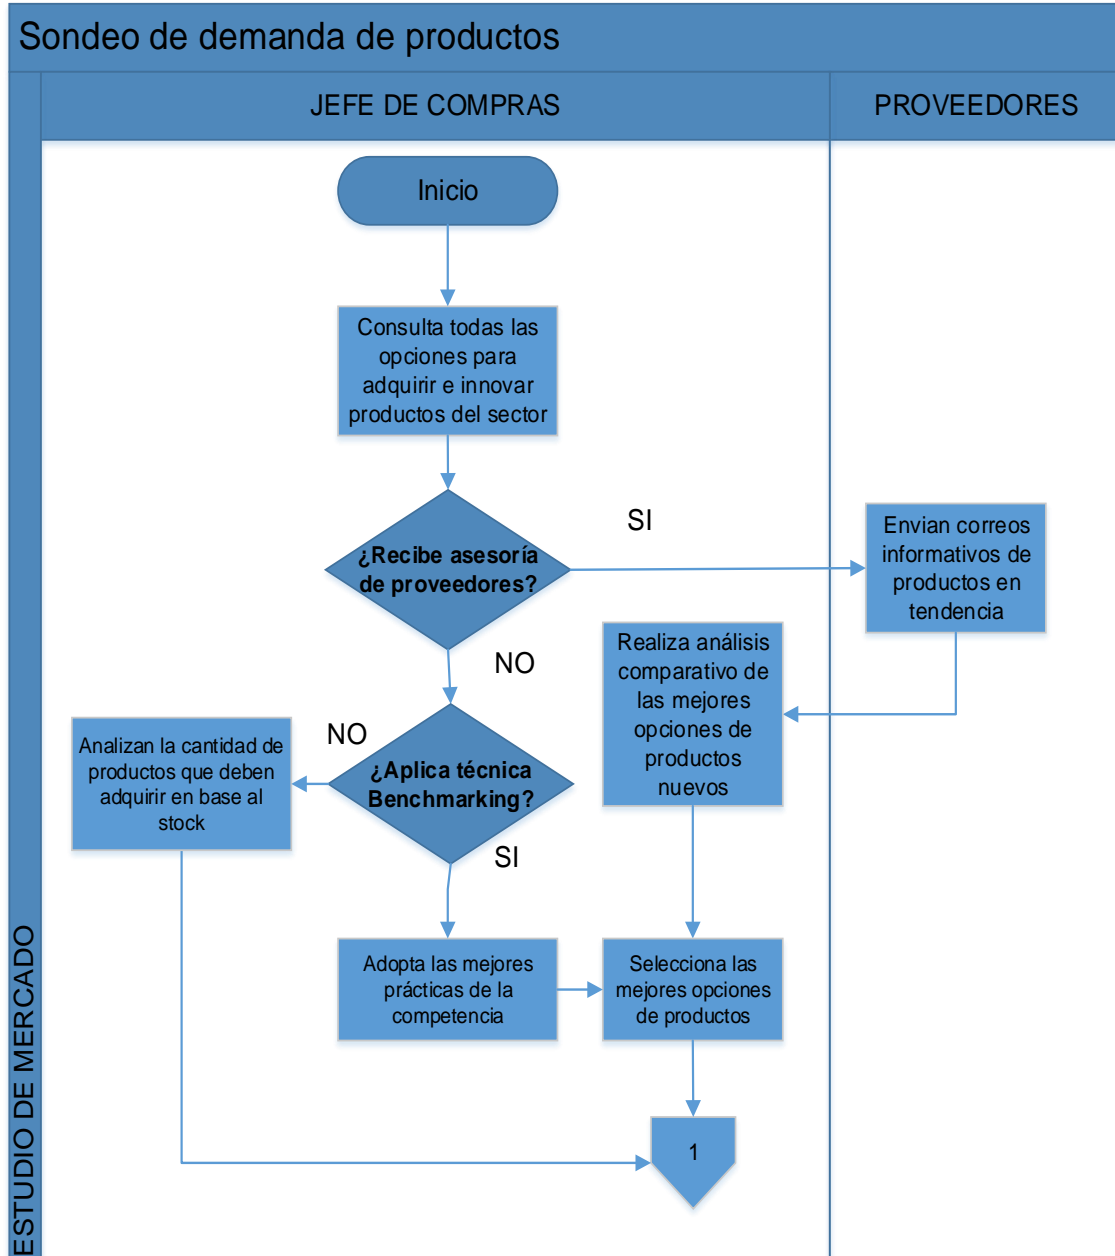 Sondeo de demanda de productos
JEFE DE COMPRAS
PROVEEDORES
ESTUDIO DE MERCADO
Inicio
Consulta todas las
opciones para
adquirir e innovar
productos del sector
¿Recibe asesoría
de proveedores?
SI
Envian correos
informativos de
productos en
tendencia
NO
Realiza análisis
comparativo de
las mejores
opciones de
productos
nuevos
¿Aplica técnica
Benchmarking?
NO
Analizan la cantidad de
productos que deben
adquirir en base al
stock
SI
Adopta las mejores
prácticas de la
competencia
Selecciona las
mejores opciones
de productos
1